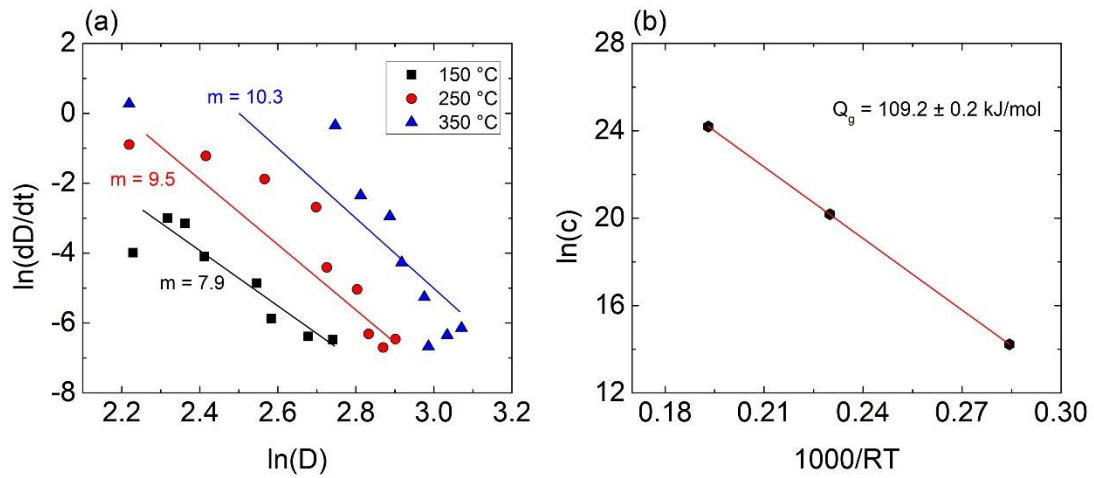 (a)
2
0
-2
-4
-6
-8
ln(dD/dt)
m = 10.3
m = 9.5
m = 7.9
150 °C
250 °C
350 °C
2.2 2.4 2.6 2.8 3.0 3.2
ln(D)
(b)
28
24
20
16
12
ln(c)
Q_g = 109.2 ± 0.2 kJ/mol
0.18 0.21 0.24 0.27 0.30
1000/RT